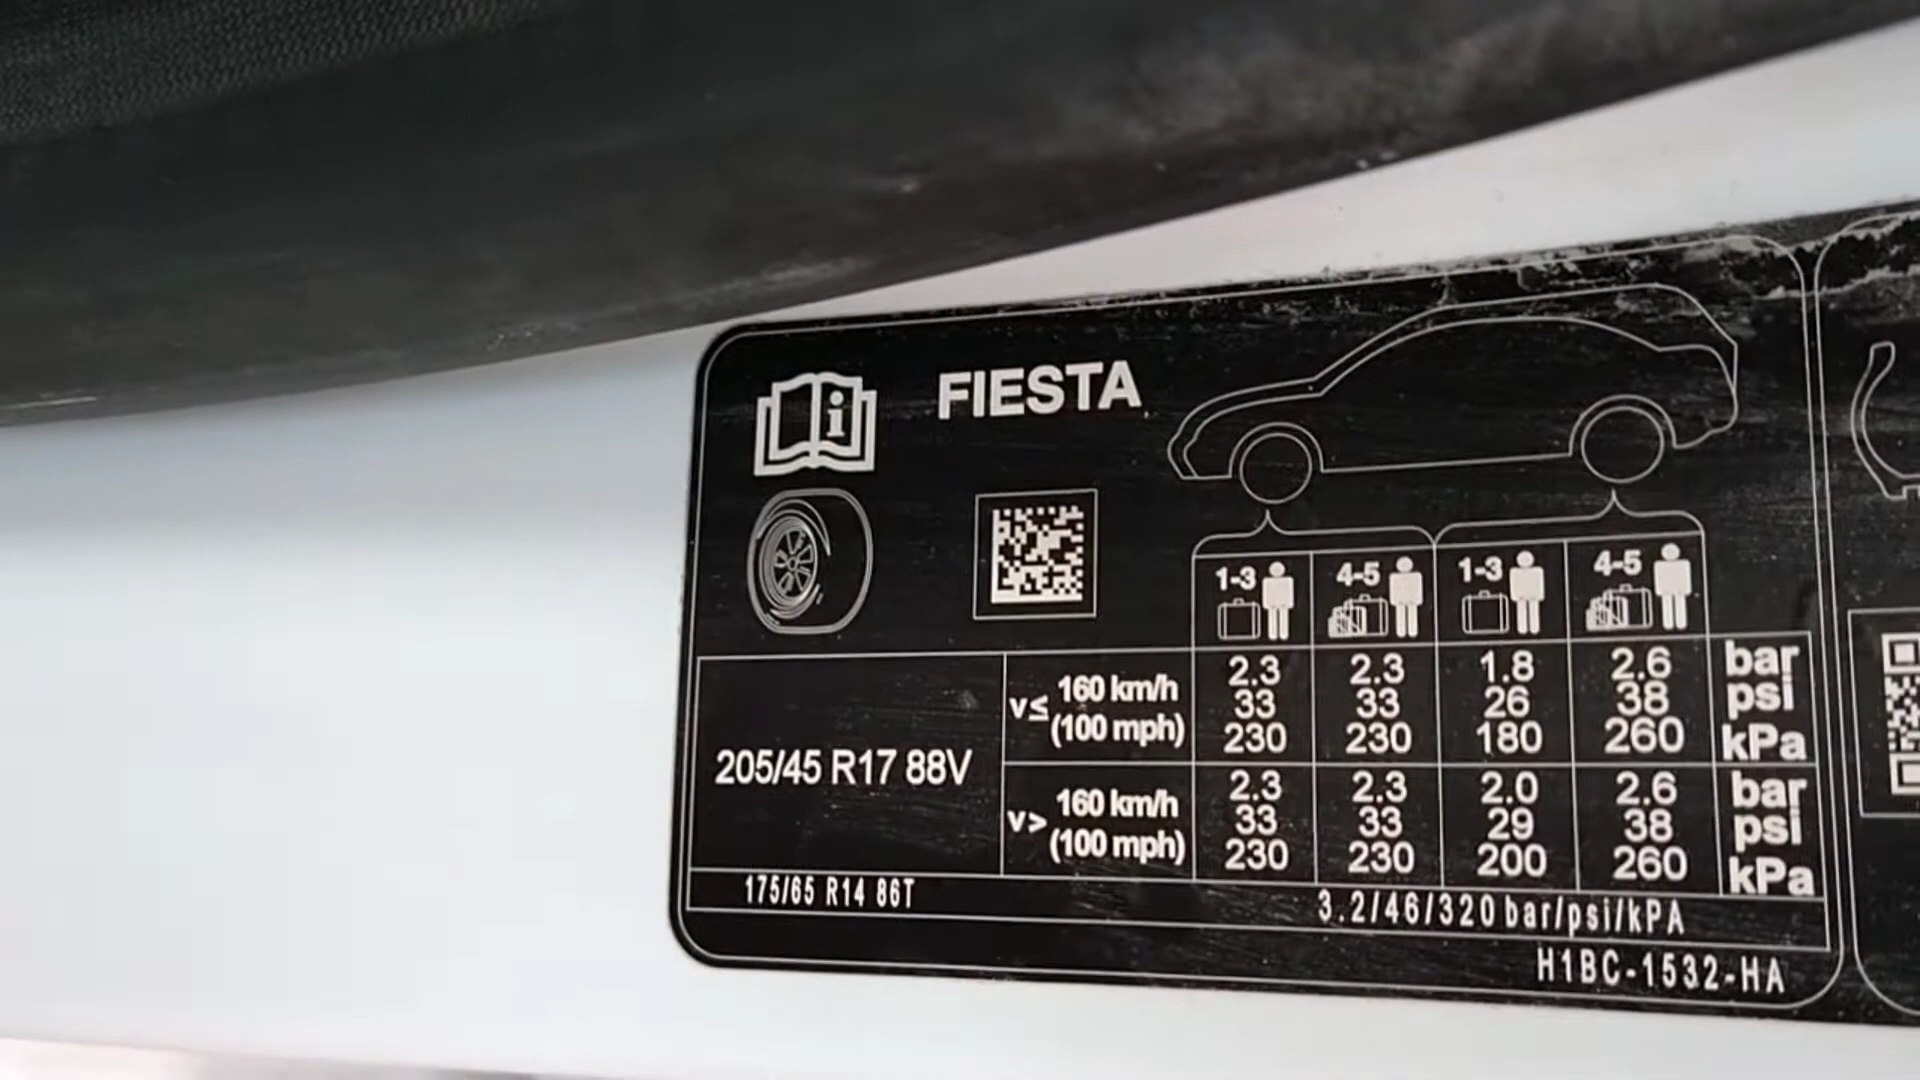 FIESTA
1-3 4-5 1-3 4-5
205/45 R17 88V
v≤ 160 km/h (100 mph)
2.3 2.3 1.8 2.6 bar
33 33 26 38 psi
230 230 180 260 kPa
v> 160 km/h (100 mph)
2.3 2.3 2.0 2.6 bar
33 33 29 38 psi
230 230 200 260 kPa
175/65 R14 86T 3.2/46/320 bar/psi/kPA
H1BC-1532-HA